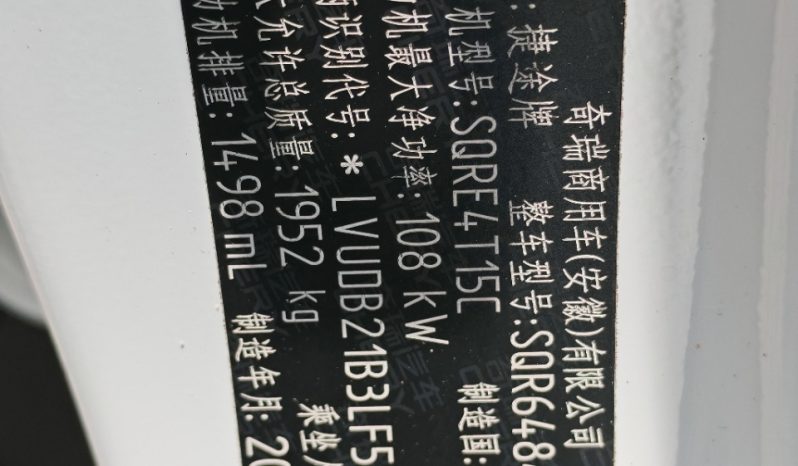 奇瑞商用车(安徽)有限公司
: 捷途牌 整车型号: SQR648
机型号: SQRE4T15C 制造国:
机最大净功率: 108 kW
识别代号: *LVUDB21B3LF5
大允许总质量: 1952 kg 乘坐
机排量: 1498 mL 制造年月: 20